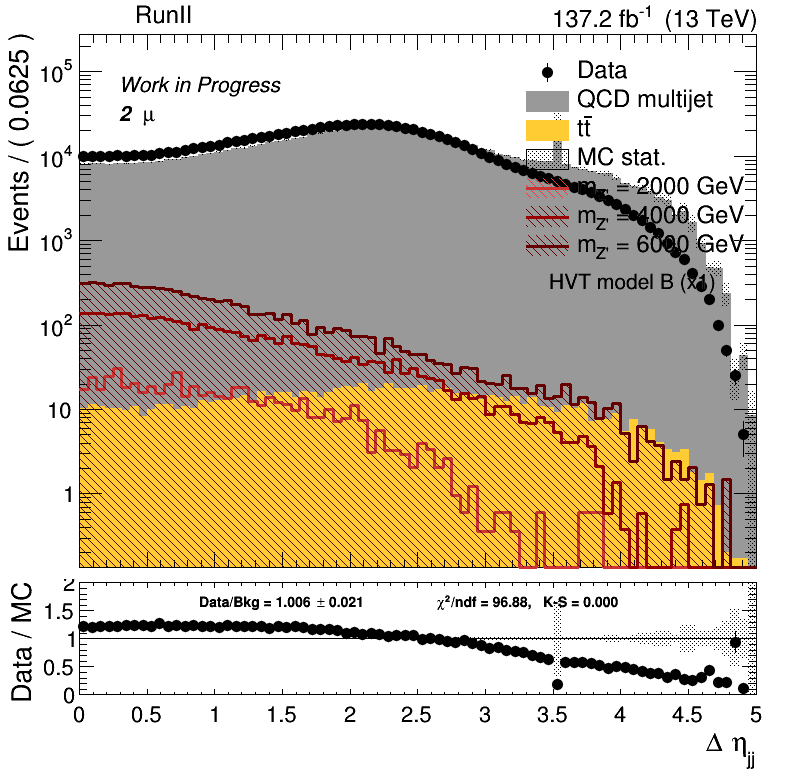 RunII 137.2 fb⁻¹ (13 TeV)
Events / ( 0.0625 )
10⁵
10⁴
10³
10²
10
1
Work in Progress
2 μ
Data
QCD multijet
tt̄
MC stat.
m_Z' = 2000 GeV
m_Z' = 4000 GeV
m_Z' = 6000 GeV
HVT model B (x1)
Data / MC
2
1.5
1
0.5
0
Data/Bkg = 1.006 ± 0.021 χ²/ndf = 96.88, K-S = 0.000
0 0.5 1 1.5 2 2.5 3 3.5 4 4.5 5
Δ η_jj